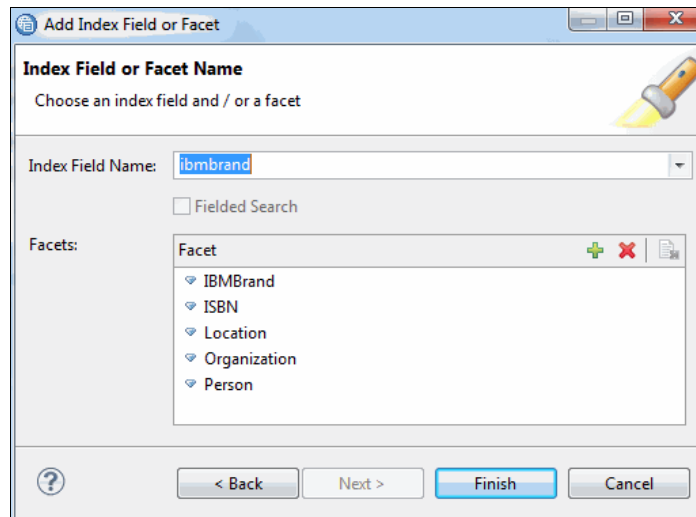 Add Index Field or Facet
Index Field or Facet Name
Choose an index field and / or a facet
Index Field Name: ibmbrand
Fielded Search
Facets: Facet
IBMBrand
ISBN
Location
Organization
Person
? < Back Next > Finish Cancel